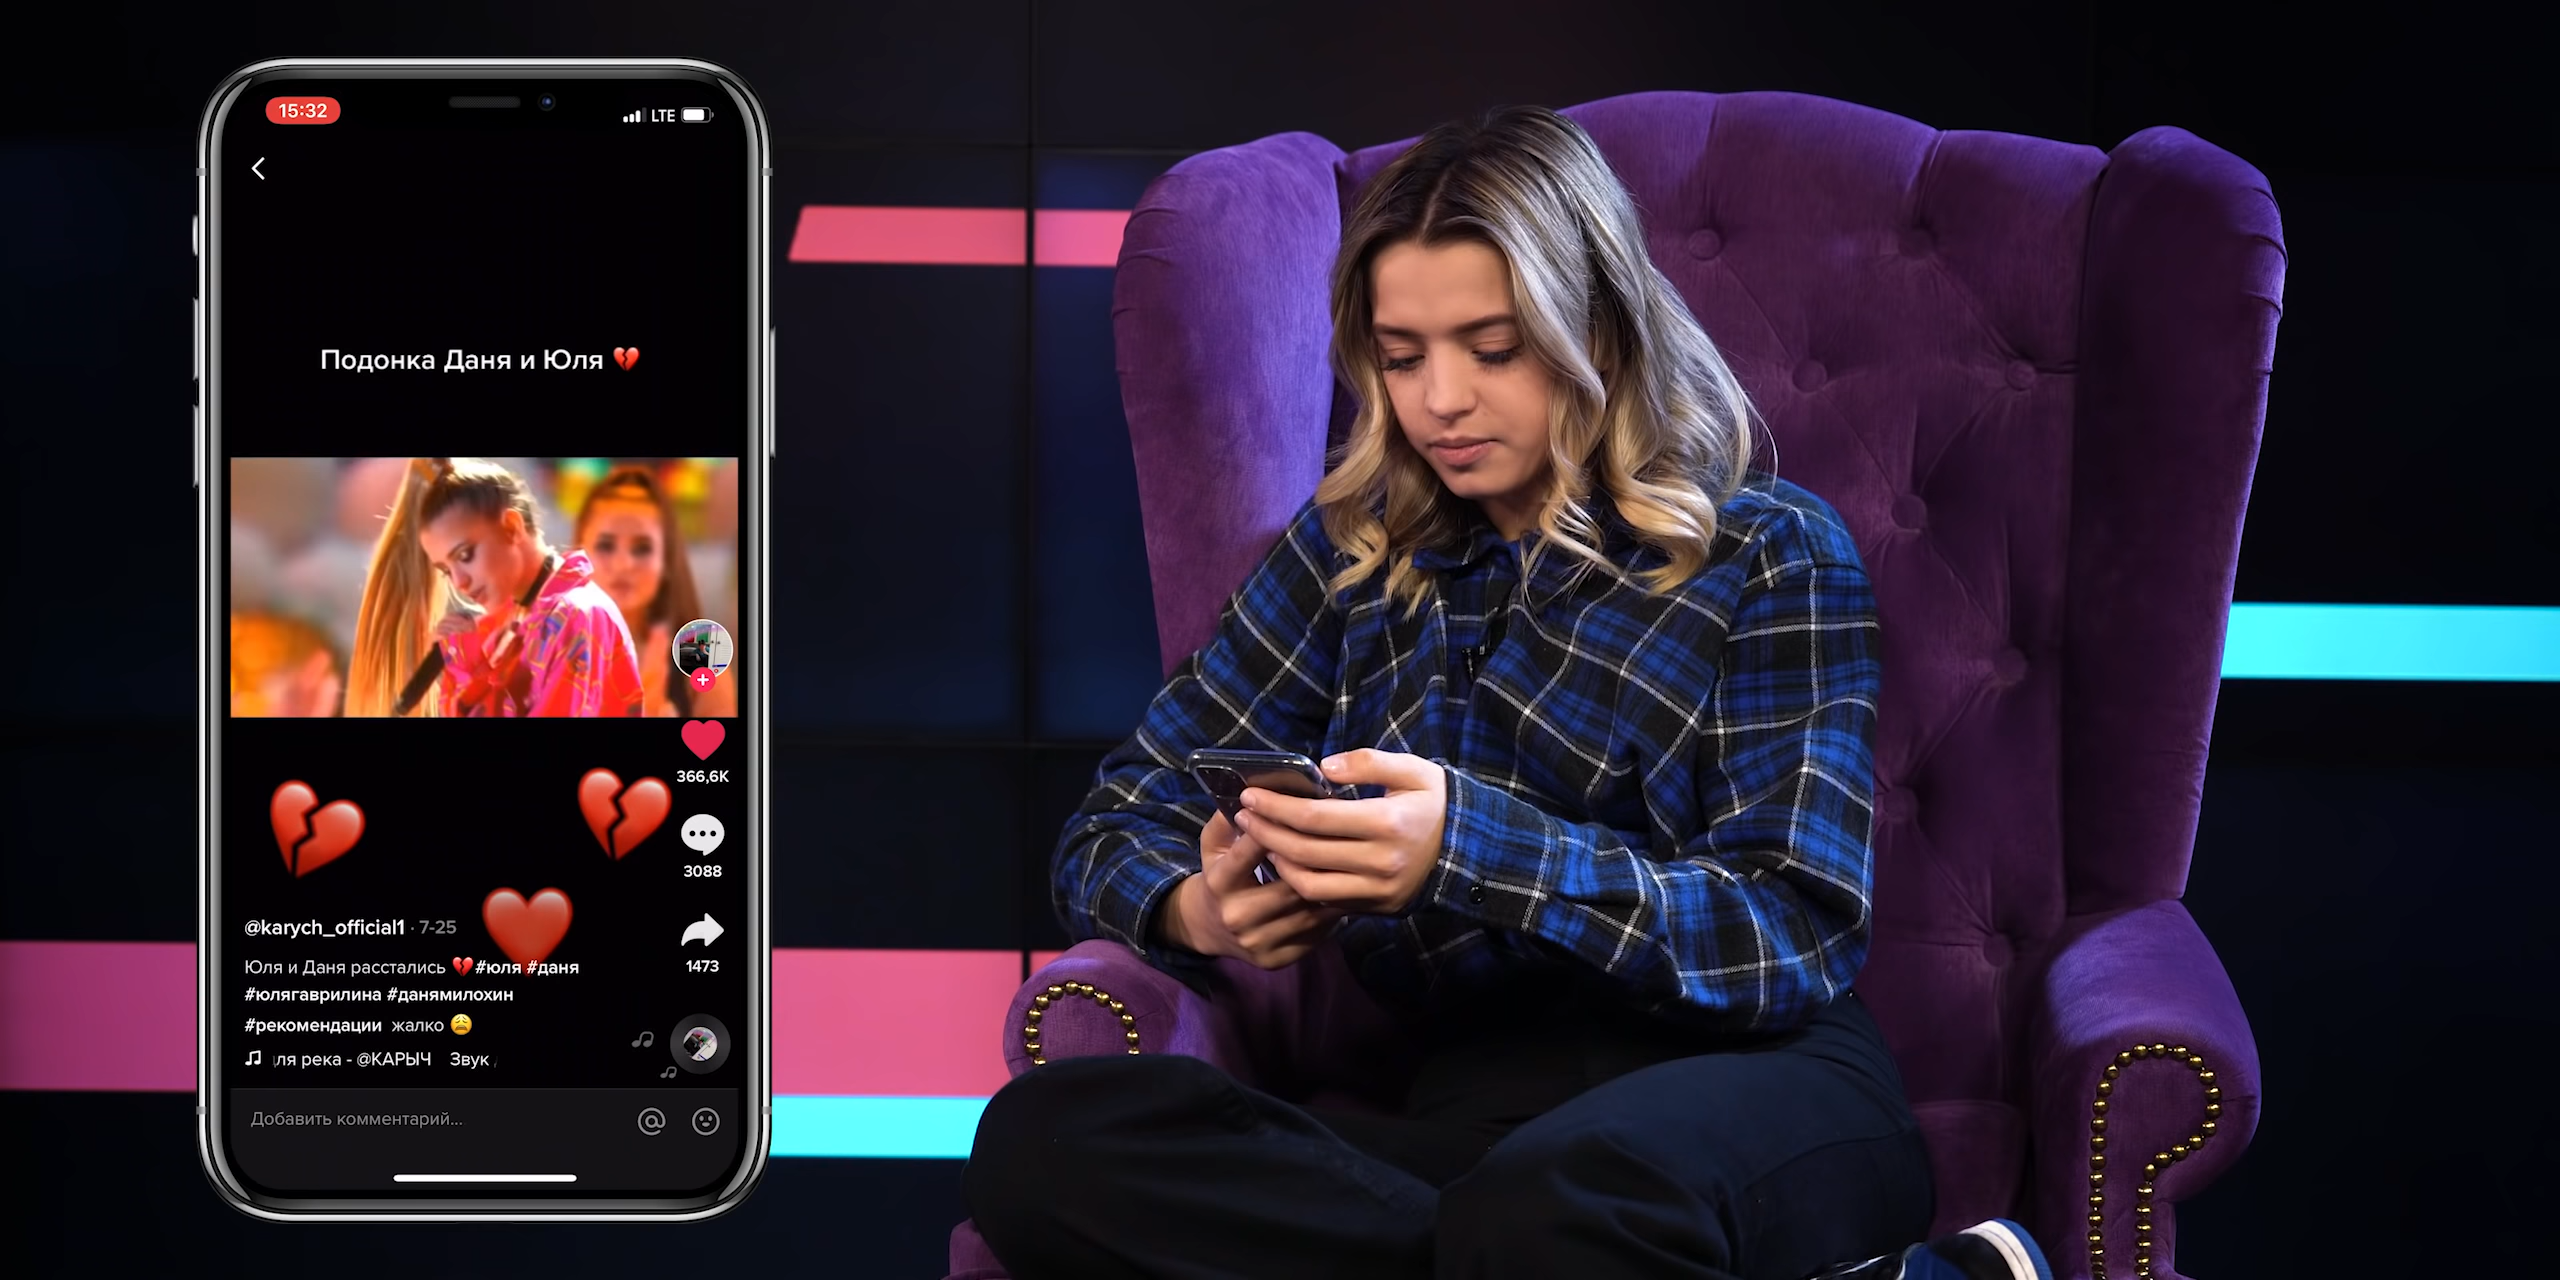 15:32
LTE
Подонка Даня и Юля 💔
366,6K
3088
@karych_official1 · 7-25
Юля и Даня расстались 💔#юля #даня
1473
#юлягаврилина #данямилохин
#рекомендации жалко 😩
ля река - @КАРЫЧ Звук
Добавить комментарий...